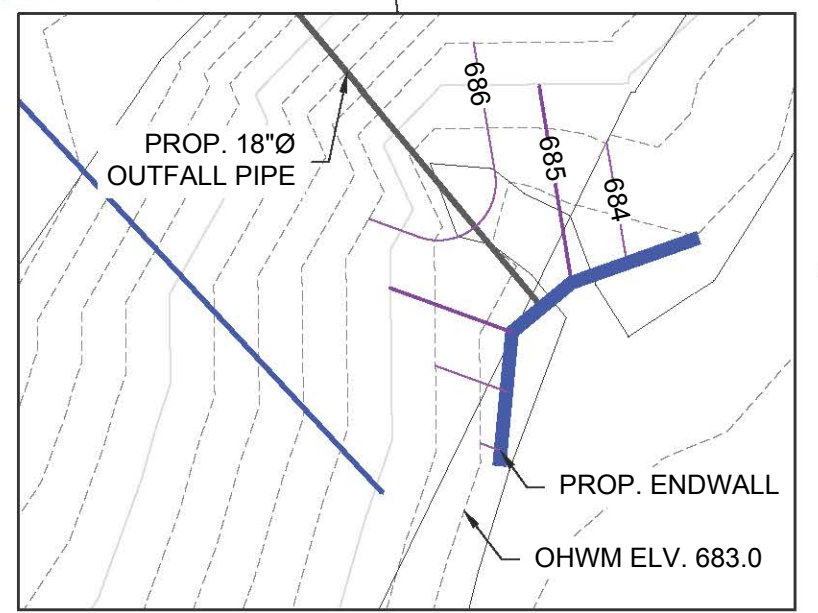 686
PROP. 18"Ø
OUTFALL PIPE
685
684
PROP. ENDWALL
OHWM ELV. 683.0